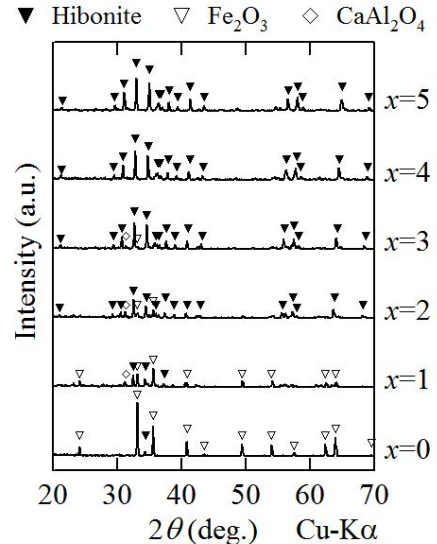 ▼ Hibonite ▽ Fe₂O₃ ◇ CaAl₂O₄
Intensity (a.u.)
x=5
x=4
x=3
x=2
x=1
x=0
20 30 40 50 60 70
2θ (deg.) Cu-Kα